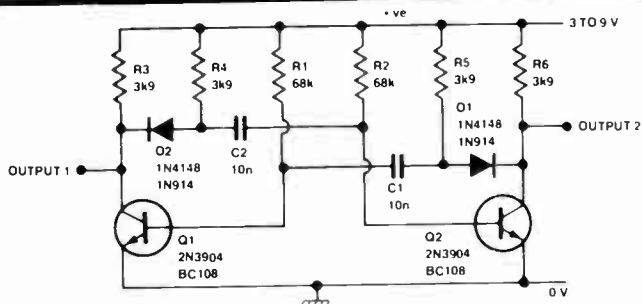 +ve
3 TO 9 V
R3
3k9
R4
3k9
R1
68k
R2
68k
R5
3k9
R6
3k9
D1
1N4148
1N914
OUTPUT 2
D2
1N4148
1N914
C2
10n
OUTPUT 1
C1
10n
Q1
2N3904
BC108
Q2
2N3904
BC108
0 V